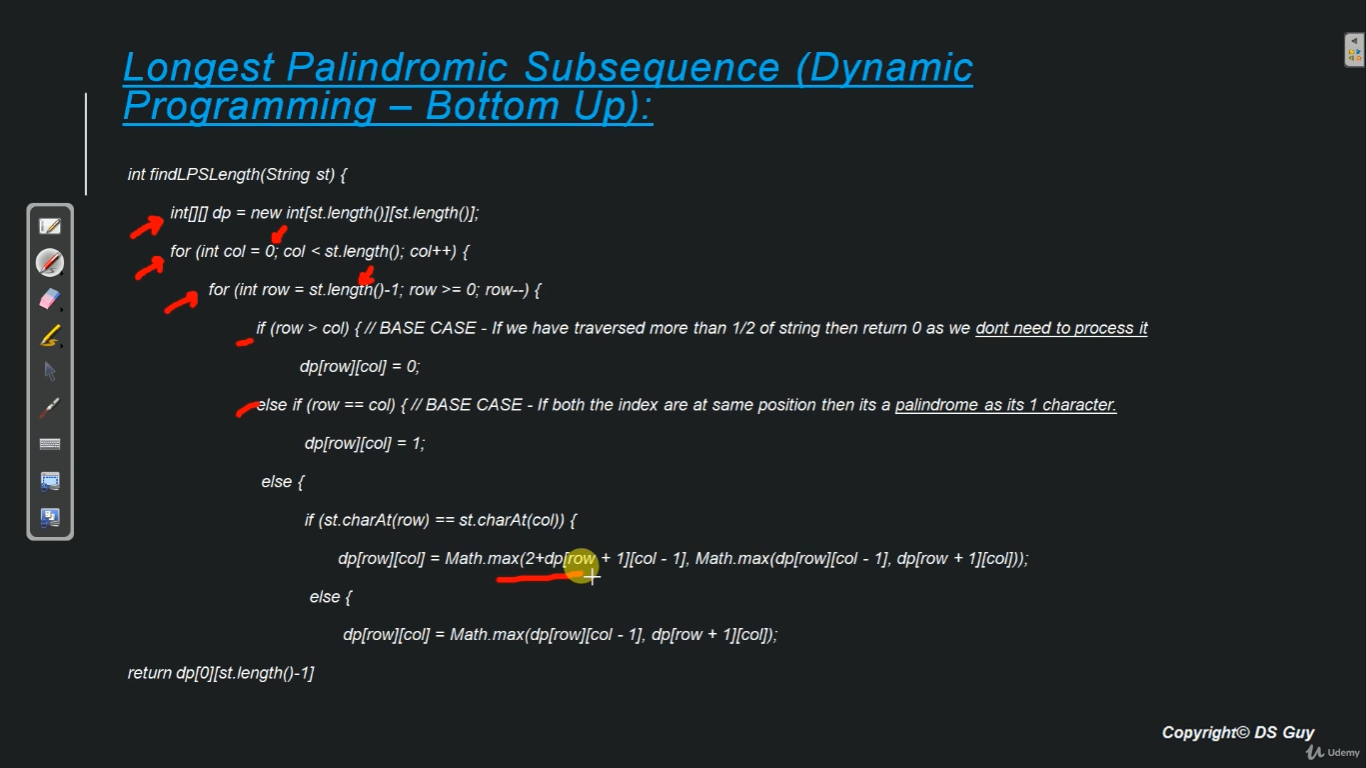 Longest Palindromic Subsequence (Dynamic
Programming – Bottom Up):
int findLPSLength(String st) {
int[][] dp = new int[st.length()][st.length()];
for (int col = 0; col < st.length(); col++) {
for (int row = st.length()-1; row >= 0; row--) {
if (row > col) { // BASE CASE - If we have traversed more than 1/2 of string then return 0 as we dont need to process it
dp[row][col] = 0;
else if (row == col) { // BASE CASE - If both the index are at same position then its a palindrome as its 1 character.
dp[row][col] = 1;
else {
if (st.charAt(row) == st.charAt(col)) {
dp[row][col] = Math.max(2+dp[row + 1][col - 1], Math.max(dp[row][col - 1], dp[row + 1][col]));
else {
dp[row][col] = Math.max(dp[row][col - 1], dp[row + 1][col]);
return dp[0][st.length()-1]
Copyright© DS Guy
Udemy